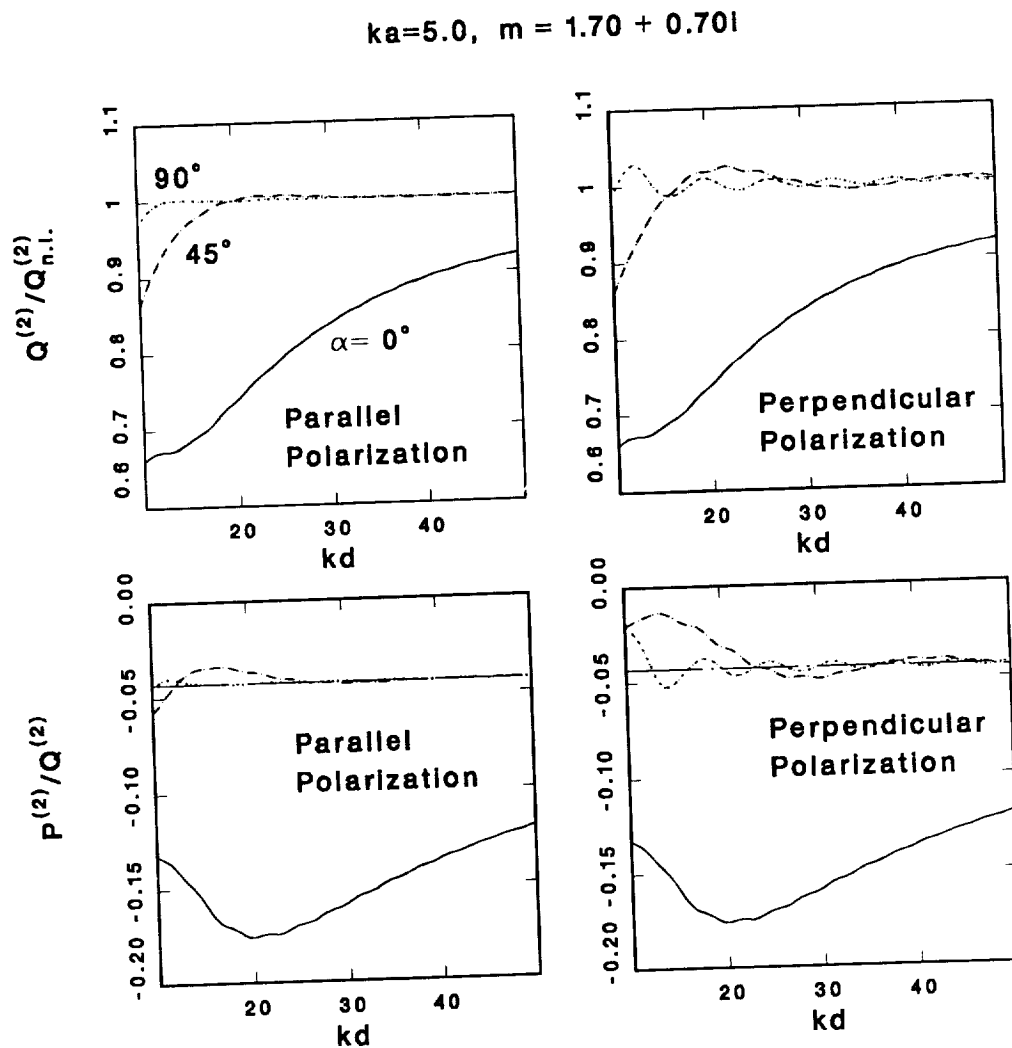 ka=5.0, m = 1.70 + 0.70i
Q(2)/Q(2)n.l.
1.1
1
0.9
0.8
0.7
0.6
90°
45°
α= 0°
Parallel
Polarization
20
30
40
kd
1.1
1
0.9
0.8
0.7
0.6
Perpendicular
Polarization
20
30
40
kd
P(2)/Q(2)
0.00
-0.05
-0.10
-0.15
-0.20
Parallel
Polarization
20
30
40
kd
0.00
-0.05
-0.10
-0.15
-0.20
Perpendicular
Polarization
20
30
40
kd